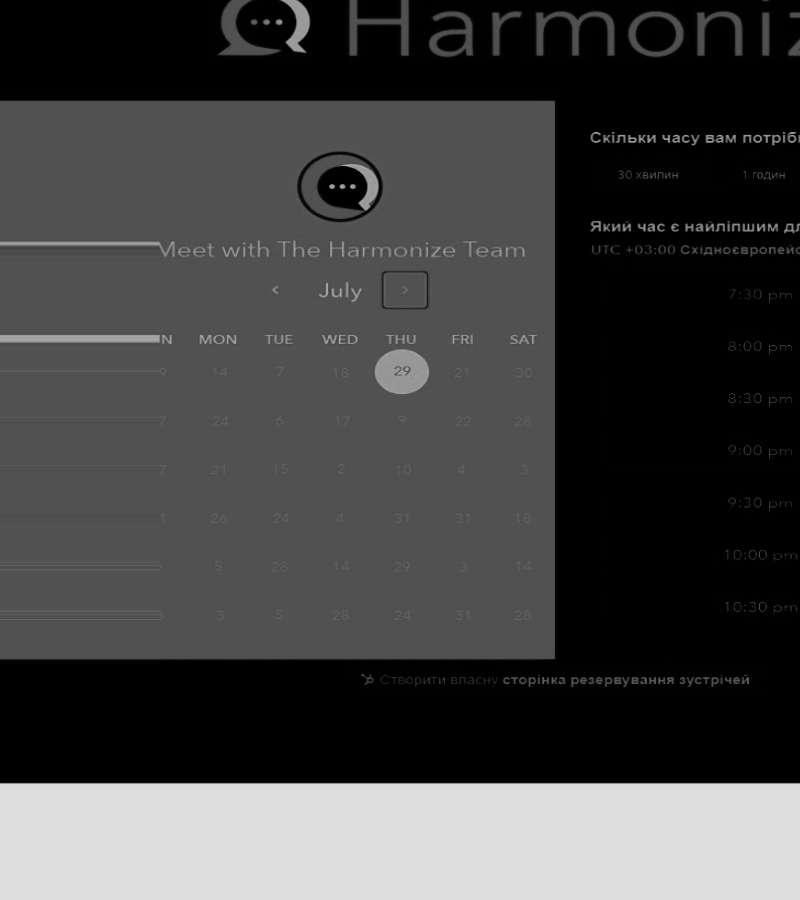 Harmoniz
Meet with The Harmonize Team
July
N MON TUE WED THU FRI SAT
9 14 7 18 29 21 30
7 24 6 17 9 22 28
7 21 15 2 10 4 3
1 26 24 4 31 31 18
5 28 14 29 3 14
3 5 28 24 31 28
Скільки часу вам потрібн
30 хвилин 1 годин
Який час є найліпшим дл
UTC +03:00 Східноєвропейс
7:30 pm
8:00 pm
8:30 pm
9:00 pm
9:30 pm
10:00 pm
10:30 pm
Створити власну сторінка резервування зустрічей